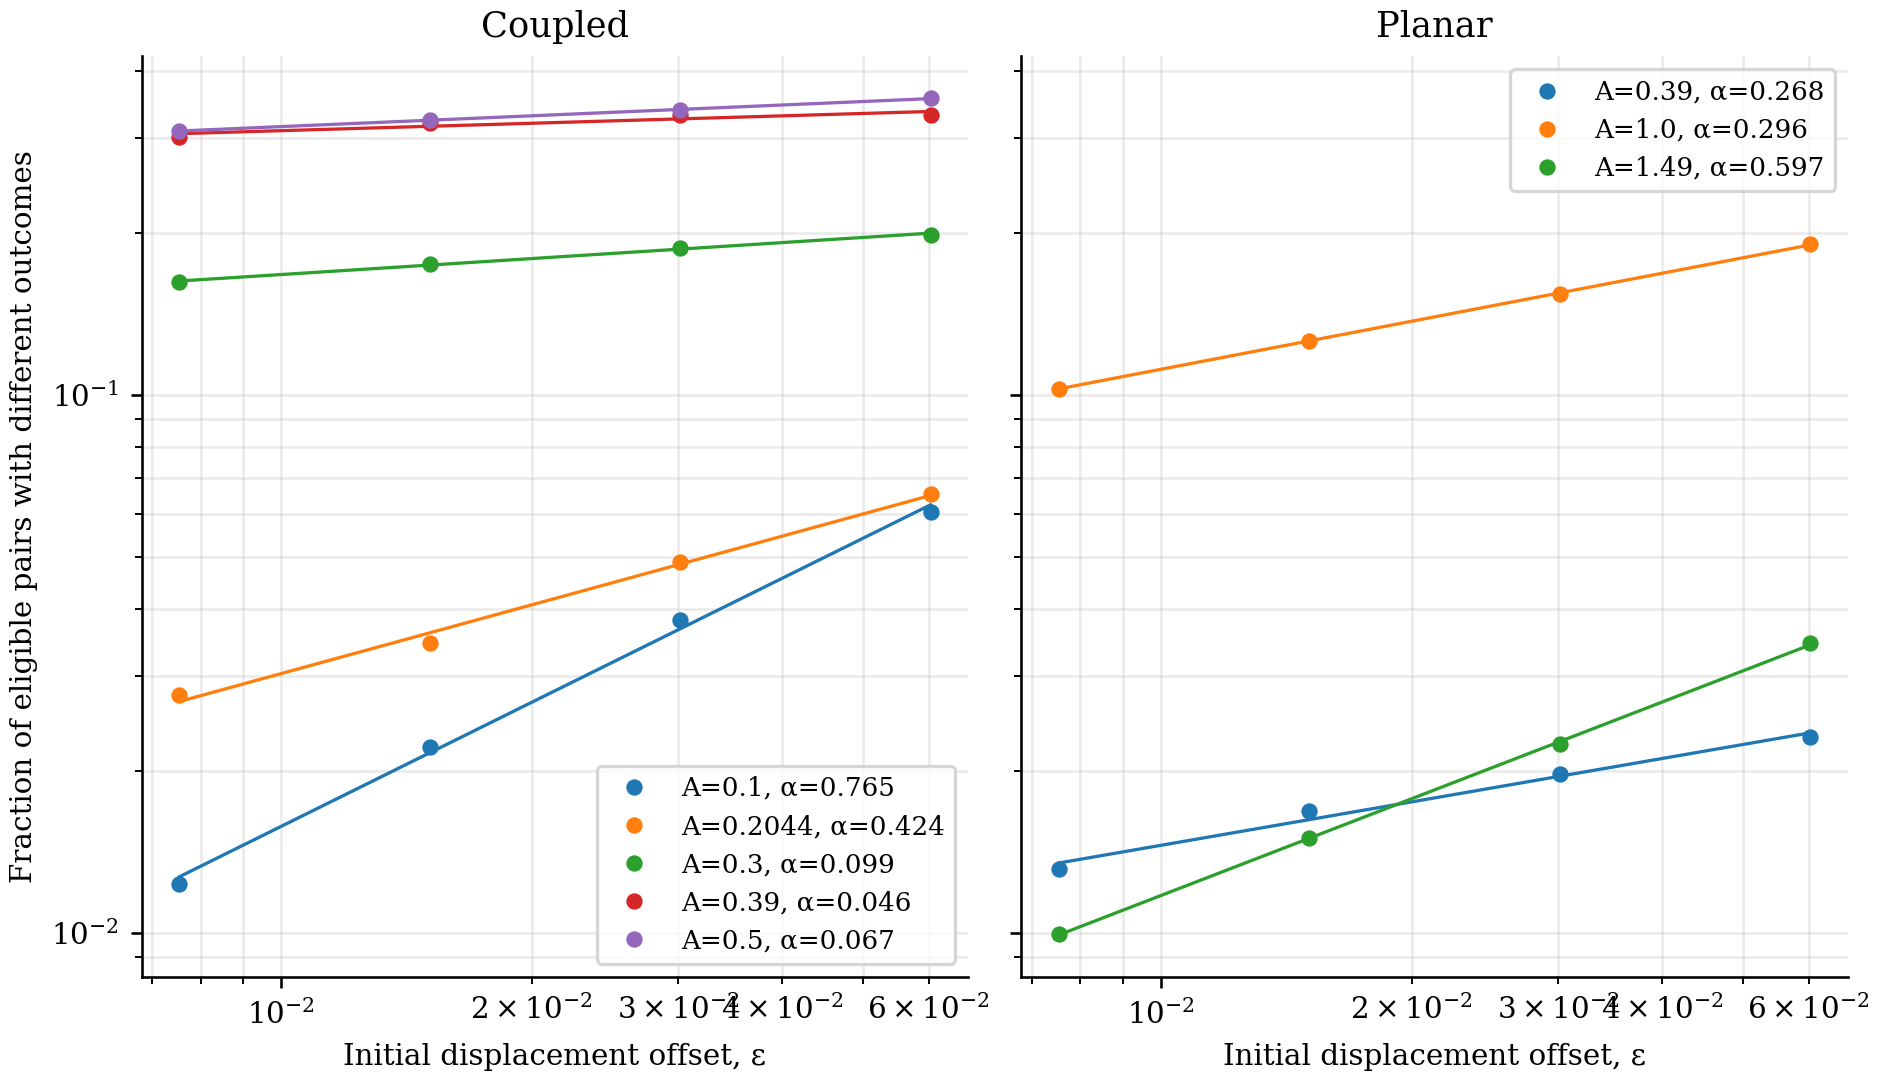 Coupled
Planar
Fraction of eligible pairs with different outcomes
10⁻¹
10⁻²
A=0.1, α=0.765
A=0.2044, α=0.424
A=0.3, α=0.099
A=0.39, α=0.046
A=0.5, α=0.067
10⁻²
2 × 10⁻²
3 × 10⁻²
4 × 10⁻²
6 × 10⁻²
Initial displacement offset, ε
A=0.39, α=0.268
A=1.0, α=0.296
A=1.49, α=0.597
10⁻²
2 × 10⁻²
3 × 10⁻²
4 × 10⁻²
6 × 10⁻²
Initial displacement offset, ε